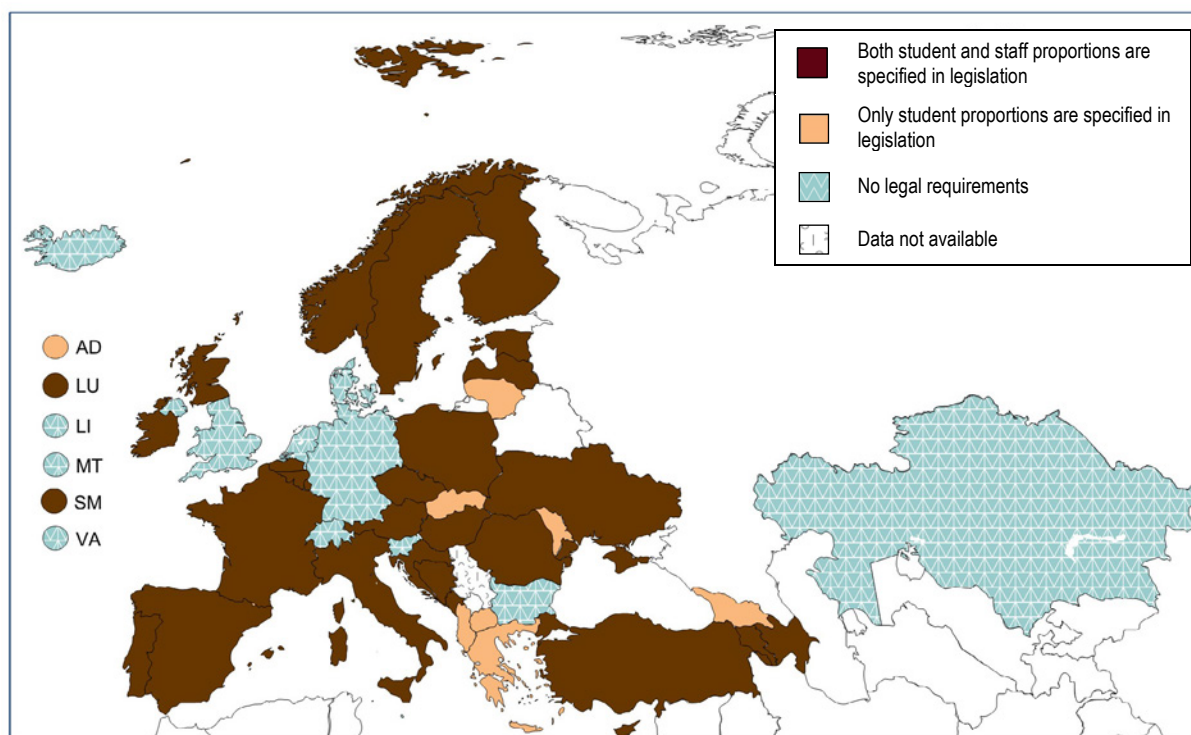 Both student and staff proportions are
specified in legislation
Only student proportions are specified in
legislation
No legal requirements
Data not available
AD
LU
LI
MT
SM
VA